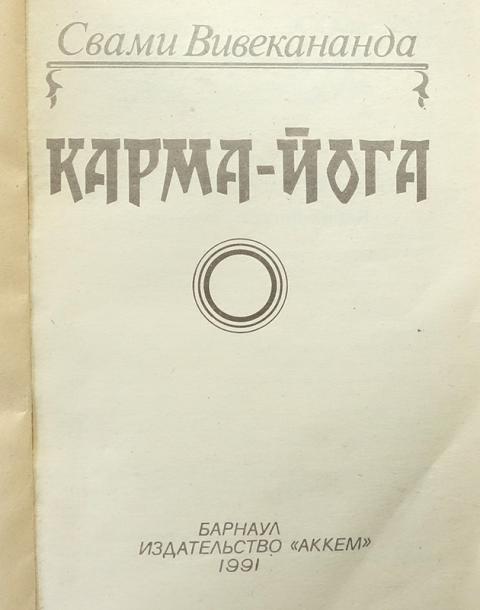 Свами Вивекананда
КАРМА-ЙОГА
БАРНАУЛ
ИЗДАТЕЛЬСТВО «АККЕМ»
1991